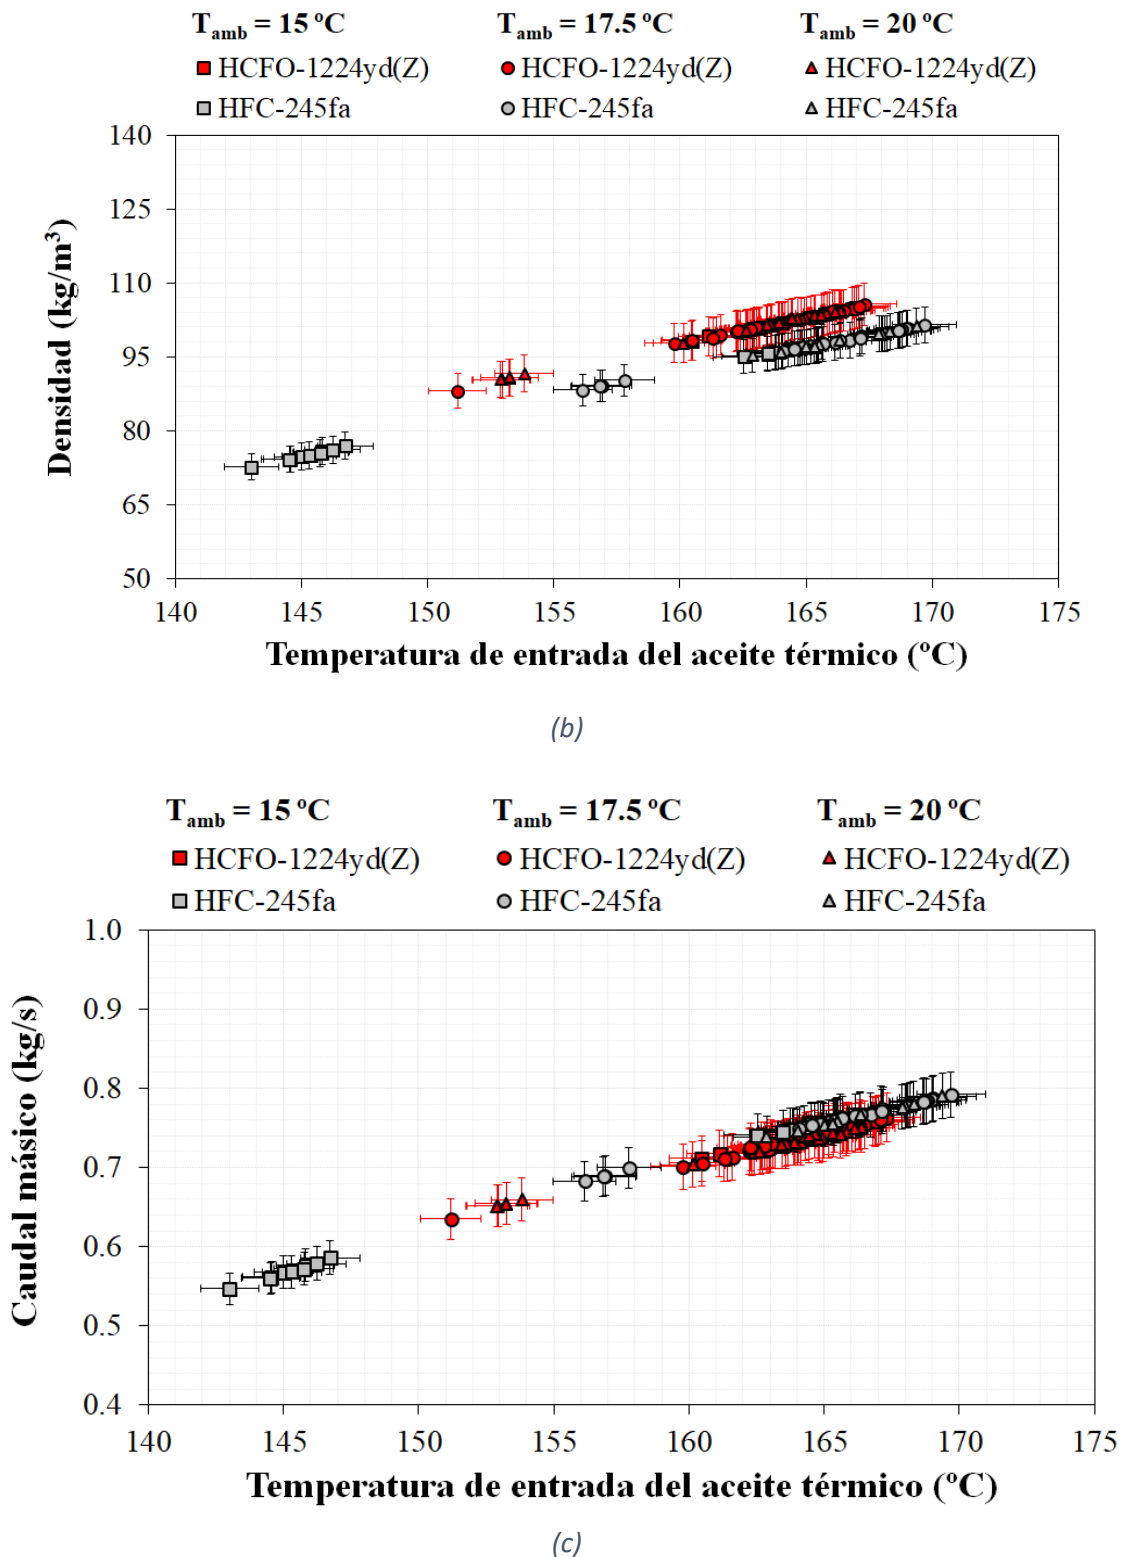 T_amb = 15 ºC T_amb = 17.5 ºC T_amb = 20 ºC
HCFO-1224yd(Z) HCFO-1224yd(Z) HCFO-1224yd(Z)
HFC-245fa HFC-245fa HFC-245fa
140
125
110
95
80
65
50
Densidad (kg/m³)
140 145 150 155 160 165 170 175
Temperatura de entrada del aceite térmico (ºC)
(b)
T_amb = 15 ºC T_amb = 17.5 ºC T_amb = 20 ºC
HCFO-1224yd(Z) HCFO-1224yd(Z) HCFO-1224yd(Z)
HFC-245fa HFC-245fa HFC-245fa
1.0
0.9
0.8
0.7
0.6
0.5
0.4
Caudal másico (kg/s)
140 145 150 155 160 165 170 175
Temperatura de entrada del aceite térmico (ºC)
(c)